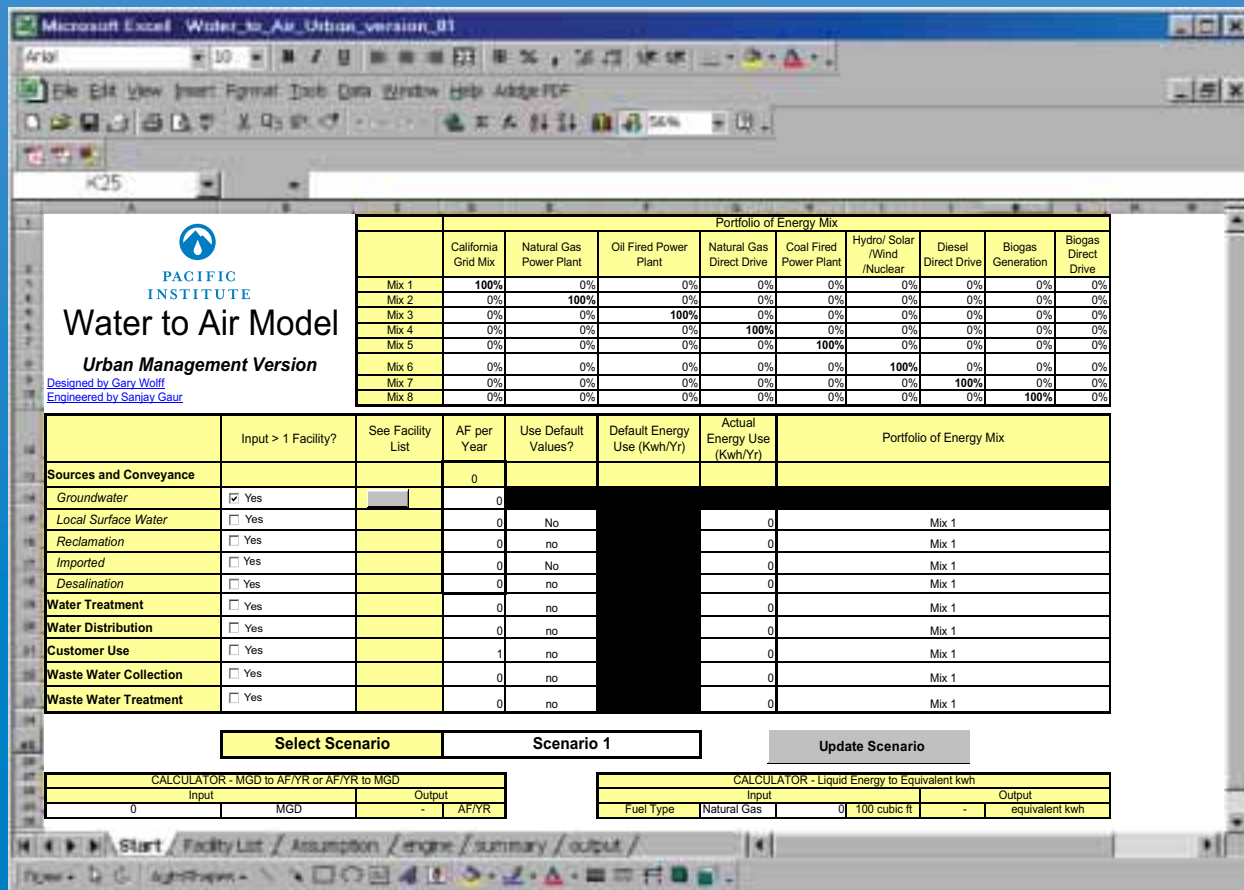 Microsoft Excel Water_to_Air_Urban_version_01
Arial 10
File Edit View Insert Format Tools Data Window Help Adobe PDF
56%
K25 =
PACIFIC
INSTITUTE
Water to Air Model
Urban Management Version
Designed by Gary Wolff
Engineered by Sanjay Gaur
Portfolio of Energy Mix
California Grid Mix Natural Gas Power Plant Oil Fired Power Plant Natural Gas Direct Drive Coal Fired Power Plant Hydro/ Solar /Wind /Nuclear Diesel Direct Drive Biogas Generation Biogas Direct Drive
Mix 1 100% 0% 0% 0% 0% 0% 0% 0% 0%
Mix 2 0% 100% 0% 0% 0% 0% 0% 0% 0%
Mix 3 0% 0% 100% 0% 0% 0% 0% 0% 0%
Mix 4 0% 0% 0% 100% 0% 0% 0% 0% 0%
Mix 5 0% 0% 0% 0% 100% 0% 0% 0% 0%
Mix 6 0% 0% 0% 0% 0% 100% 0% 0% 0%
Mix 7 0% 0% 0% 0% 0% 0% 100% 0% 0%
Mix 8 0% 0% 0% 0% 0% 0% 0% 100% 0%
Input > 1 Facility? See Facility List AF per Year Use Default Values? Default Energy Use (Kwh/Yr) Actual Energy Use (Kwh/Yr) Portfolio of Energy Mix
Sources and Conveyance 0
Groundwater Yes 0
Local Surface Water Yes 0 No 0 Mix 1
Reclamation Yes 0 no 0 Mix 1
Imported Yes 0 No 0 Mix 1
Desalination Yes 0 no 0 Mix 1
Water Treatment Yes 0 no 0 Mix 1
Water Distribution Yes 0 no 0 Mix 1
Customer Use Yes 1 no 0 Mix 1
Waste Water Collection Yes 0 no 0 Mix 1
Waste Water Treatment Yes 0 no 0 Mix 1
Select Scenario Scenario 1 Update Scenario
CALCULATOR - MGD to AF/YR or AF/YR to MGD
Input Output
0 MGD - AF/YR
CALCULATOR - Liquid Energy to Equivalent kwh
Input Output
Fuel Type Natural Gas 0 100 cubic ft - equivalent kwh
Start / Facility List / Assumption / engine / summary / output /
AutoShapes